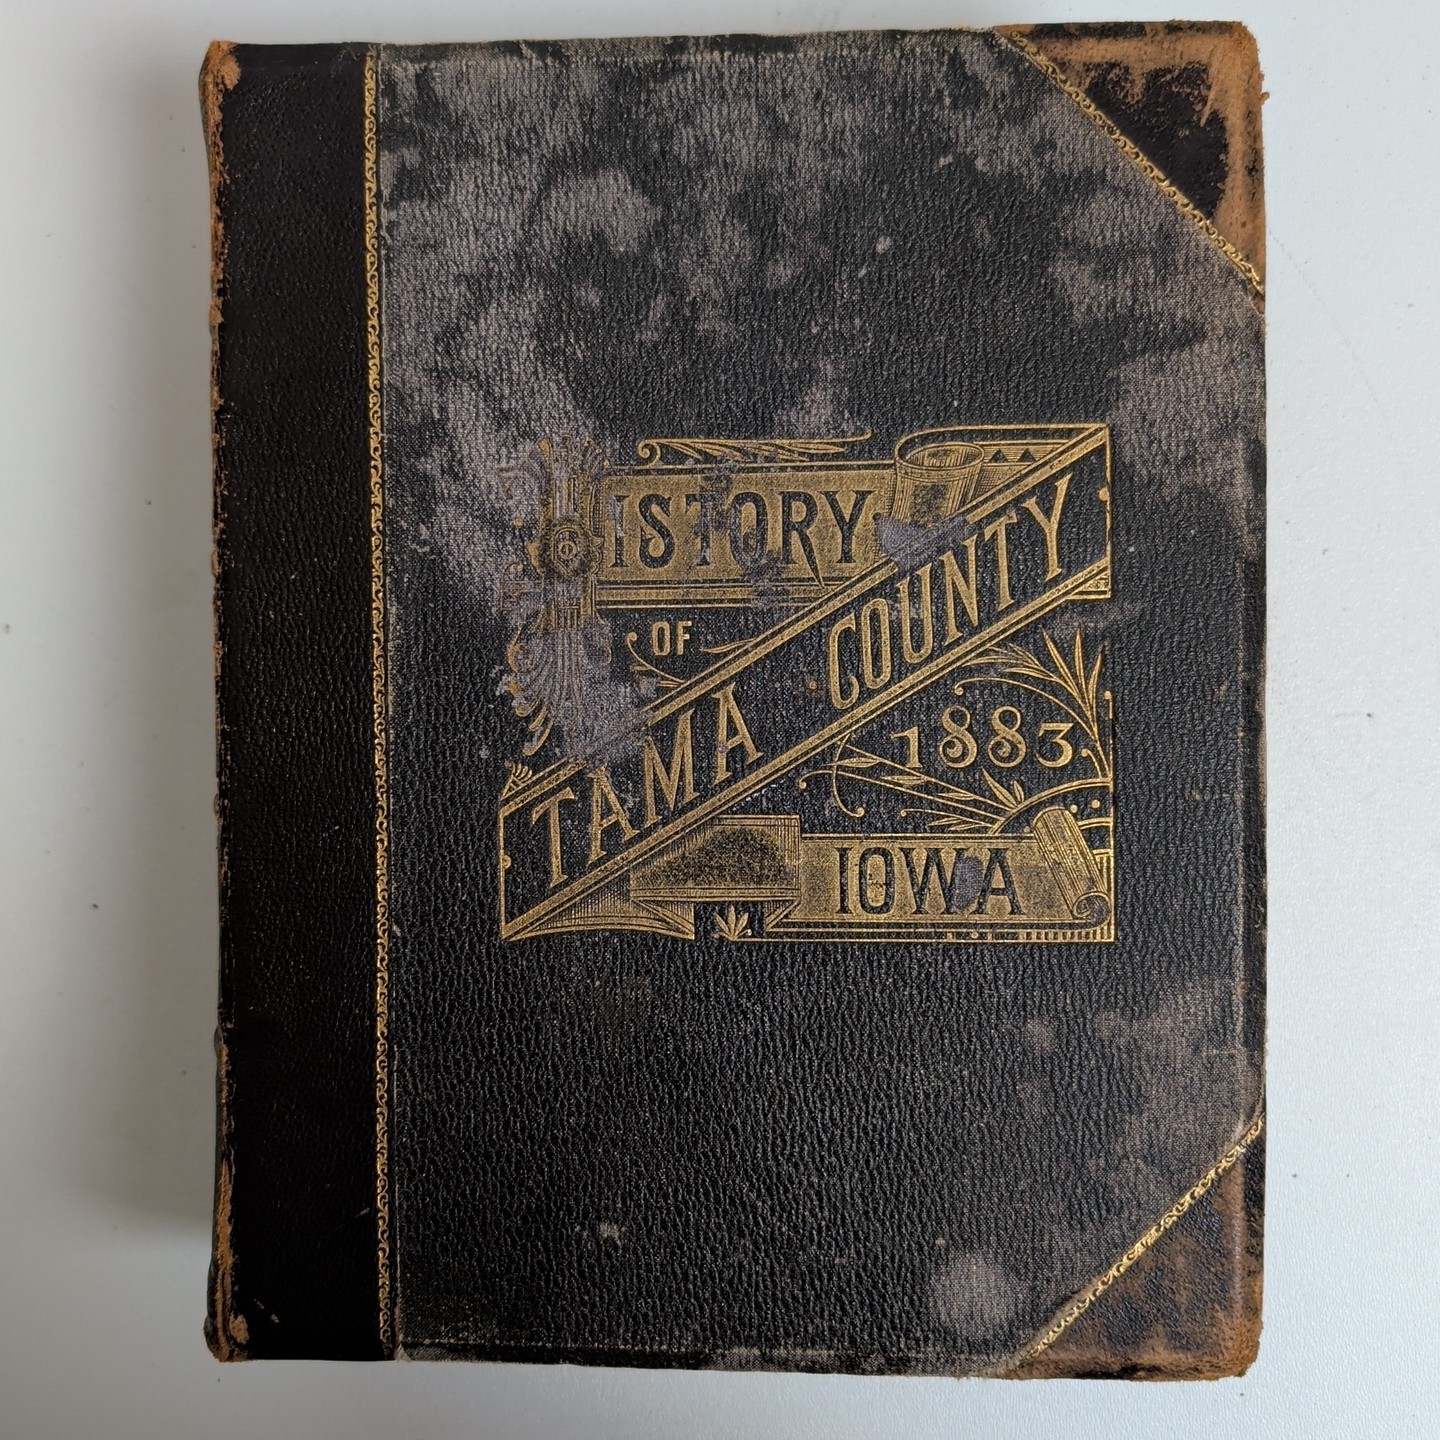 HISTORY
OF
TAMA COUNTY
1883.
IOWA